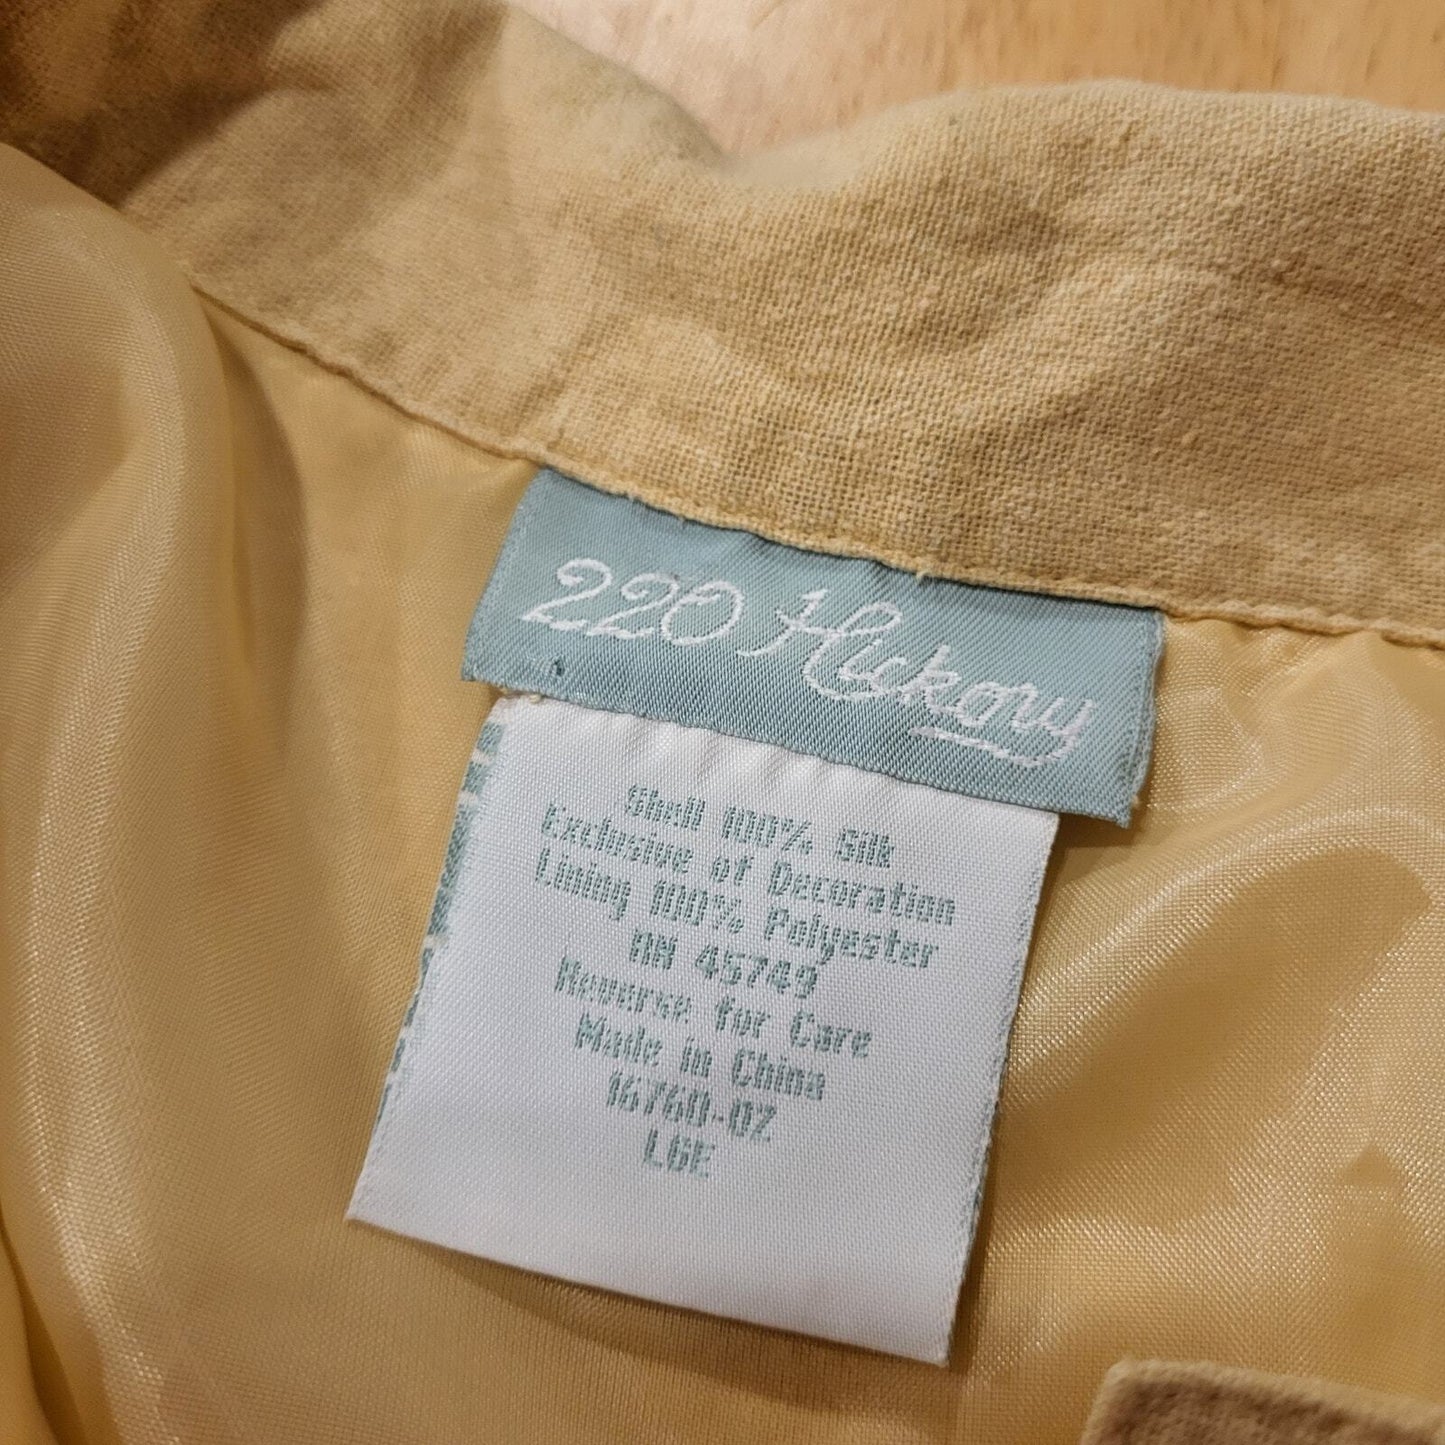 220 Hickory
Shell 100% Silk
Exclusive of Decoration
Lining 100% Polyester
RN 45749
Reverse for Care
Made in China
16760-02
LGE